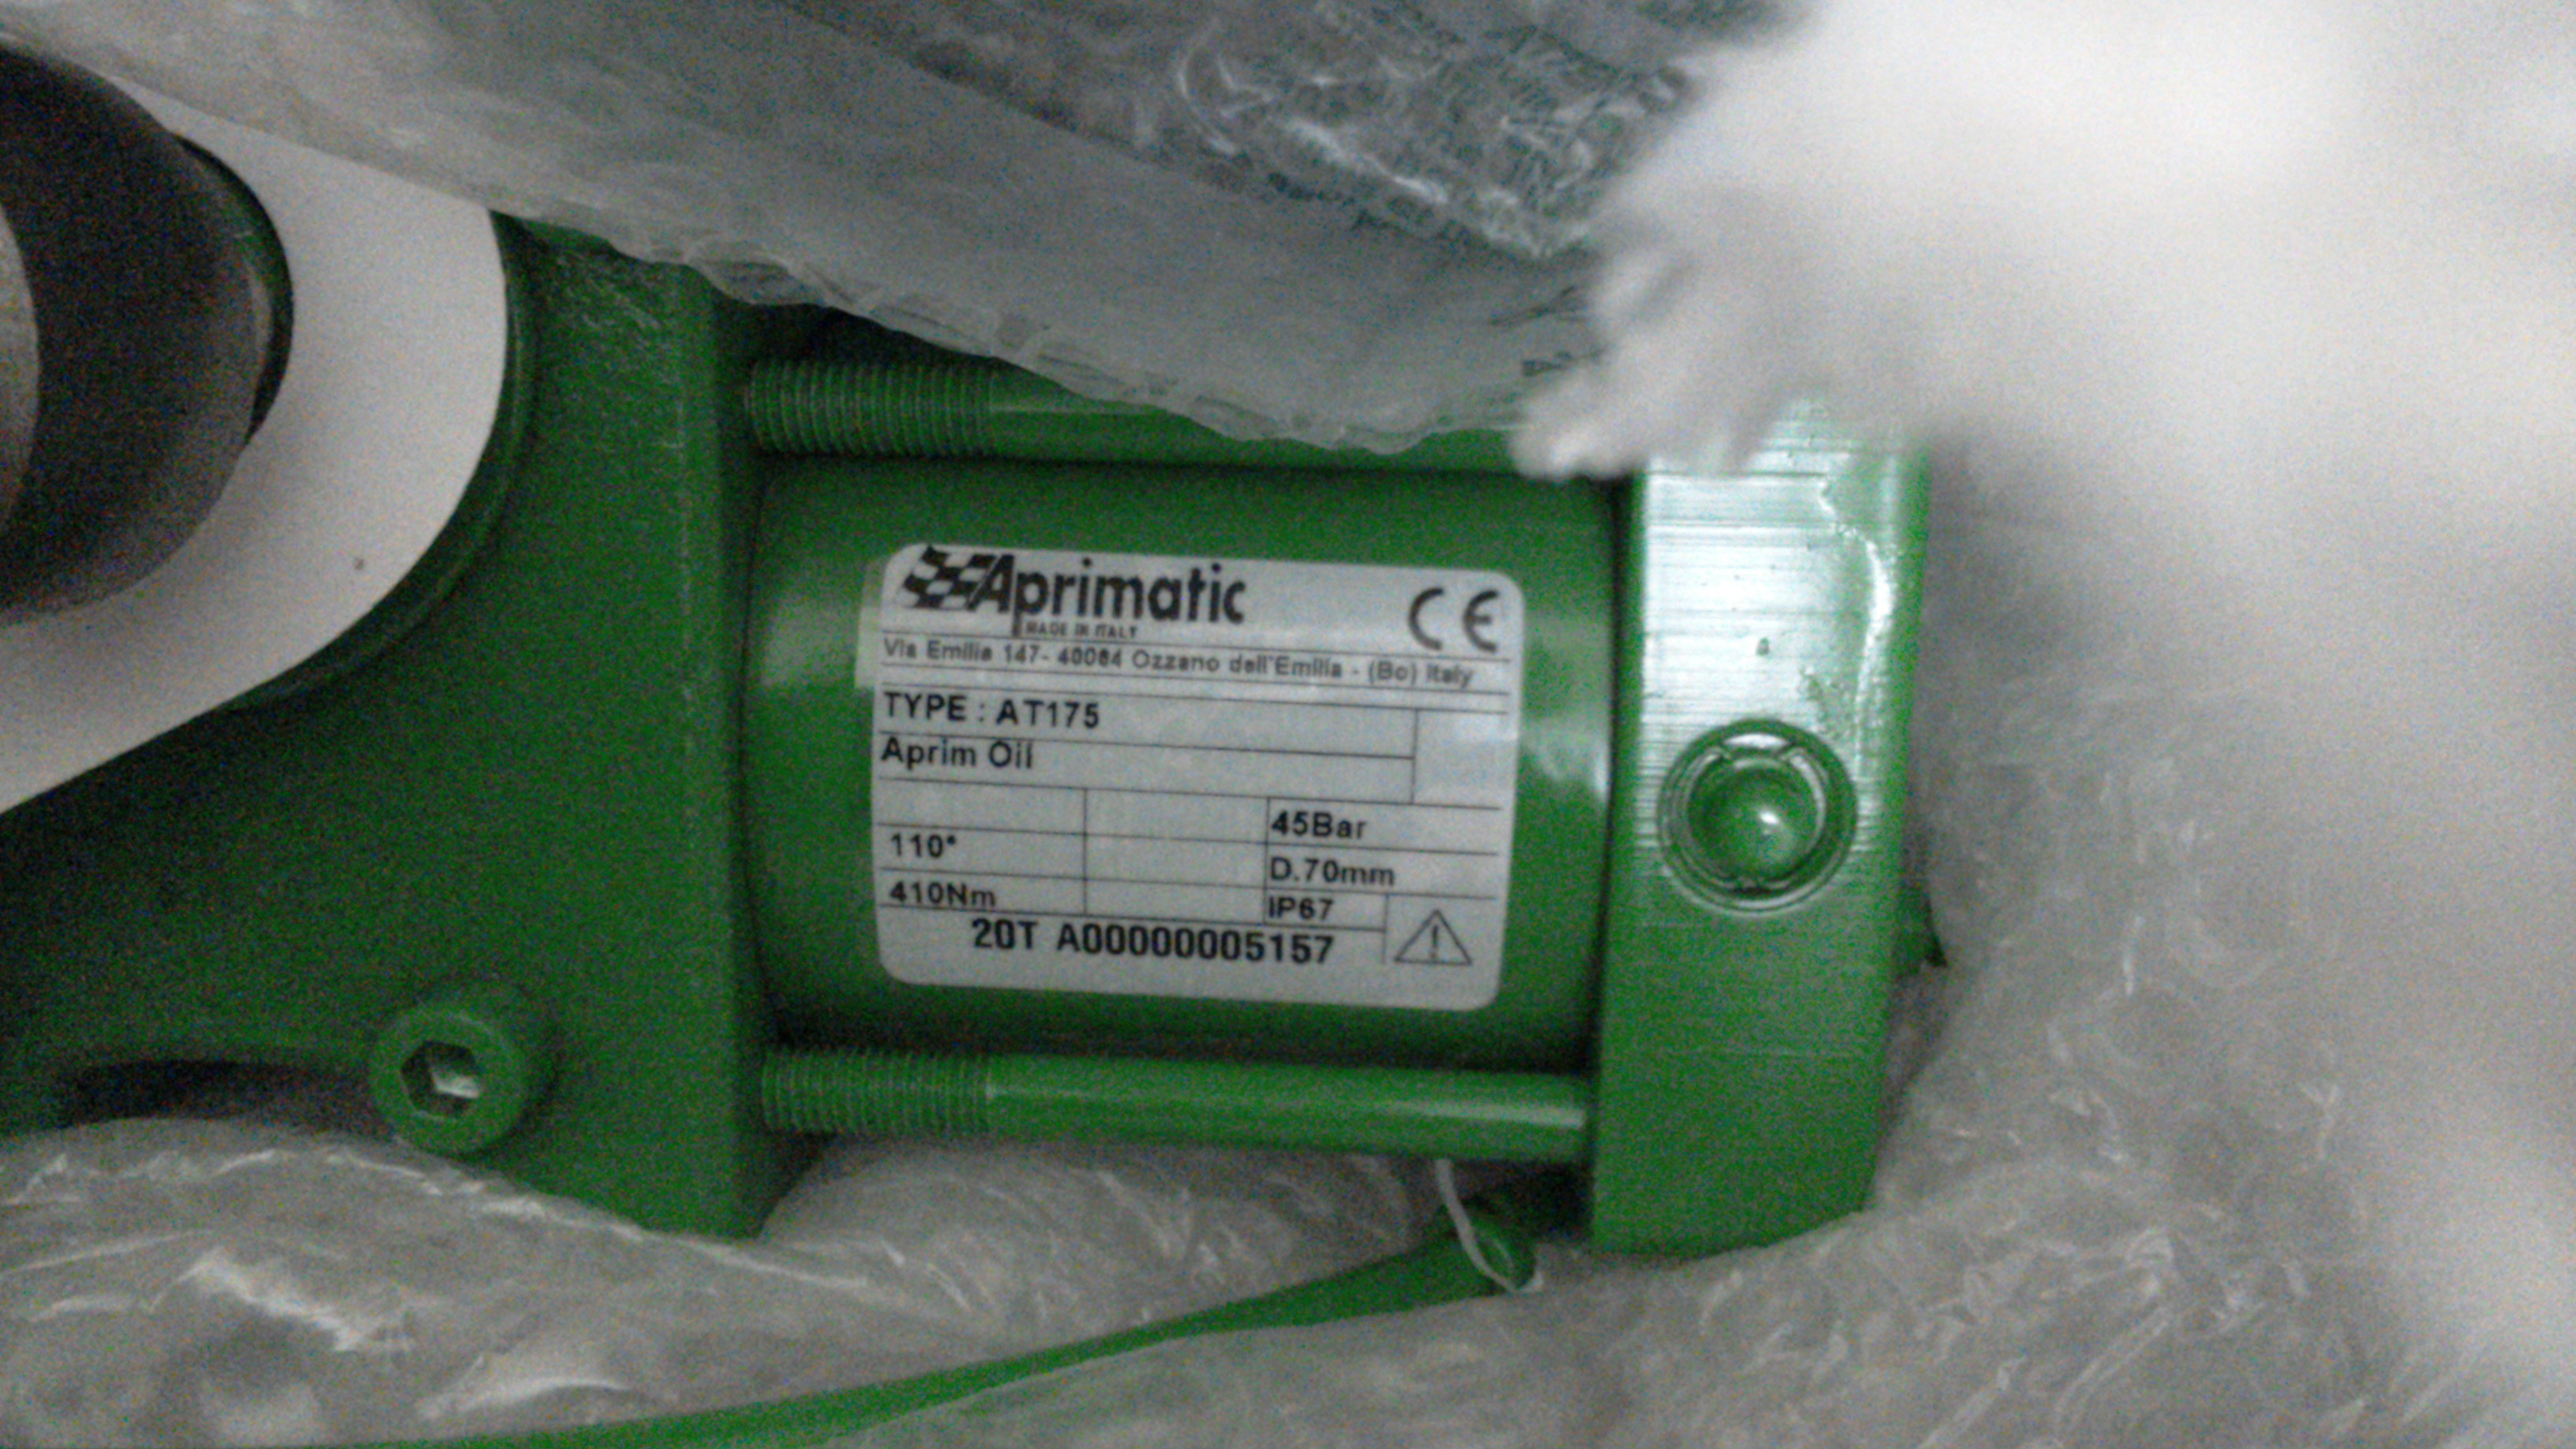 Aprimatic CE
MADE IN ITALY
Via Emilia 147- 40064 Ozzano dell'Emilia - (Bo) Italy
TYPE : AT175
Aprim Oil
45Bar
110°
D.70mm
410Nm
IP67
20T A00000005157